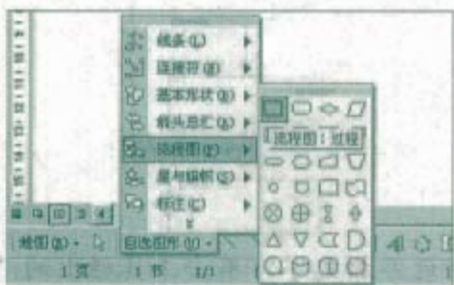 线条(L)
连接符(N)
基本形状(B)
箭头总汇(A)
流程图(F)
流程图：过程
星与旗帜(S)
标注(C)
绘图(D)
自选图形(U)
1 页
1 节
1/1